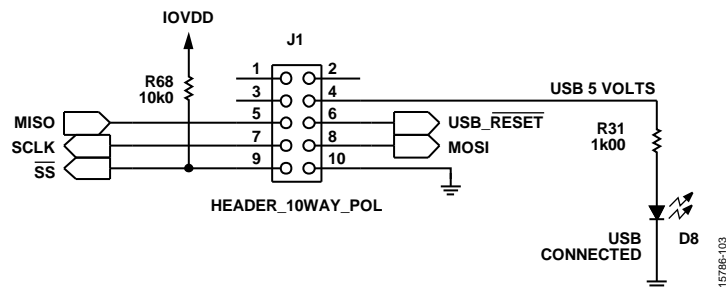 IOVDD
J1
R68
10k0
1 2
3 4 USB 5 VOLTS
MISO 5 6 USB_RESET
SCLK 7 8 MOSI
SS 9 10
R31
1k00
HEADER_10WAY_POL
USB
CONNECTED
D8
15786-103